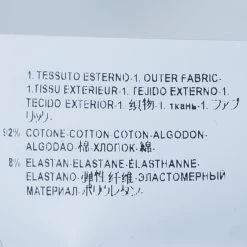 1. TESSUTO ESTERNO·1. OUTER FABRIC·
1.TISSU EXTERIEUR·1. TEJIDO EXTERNO·1.
TECIDO EXTERIOR·1. 织物·1. ткань·1. ファブ
リック.
92% COTONE·COTTON·COTON·ALGODON·
ALGODAO·棉·ХЛОПОК·綿·
8% ELASTAN·ELASTANE·ÉLASTHANNE·
ELASTANO·弹性纤维·ЭЛАСТОМЕРНЫЙ
МАТЕРИАЛ·ポリウレタン·